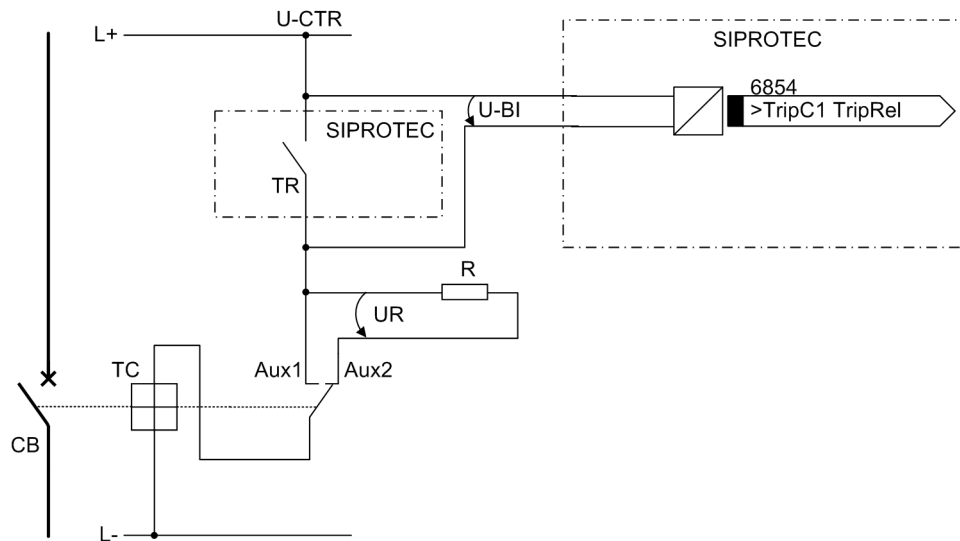 U-CTR
L+
SIPROTEC
6854
>TripC1 TripRel
U-BI
SIPROTEC
TR
R
UR
TC
Aux1
Aux2
CB
L-